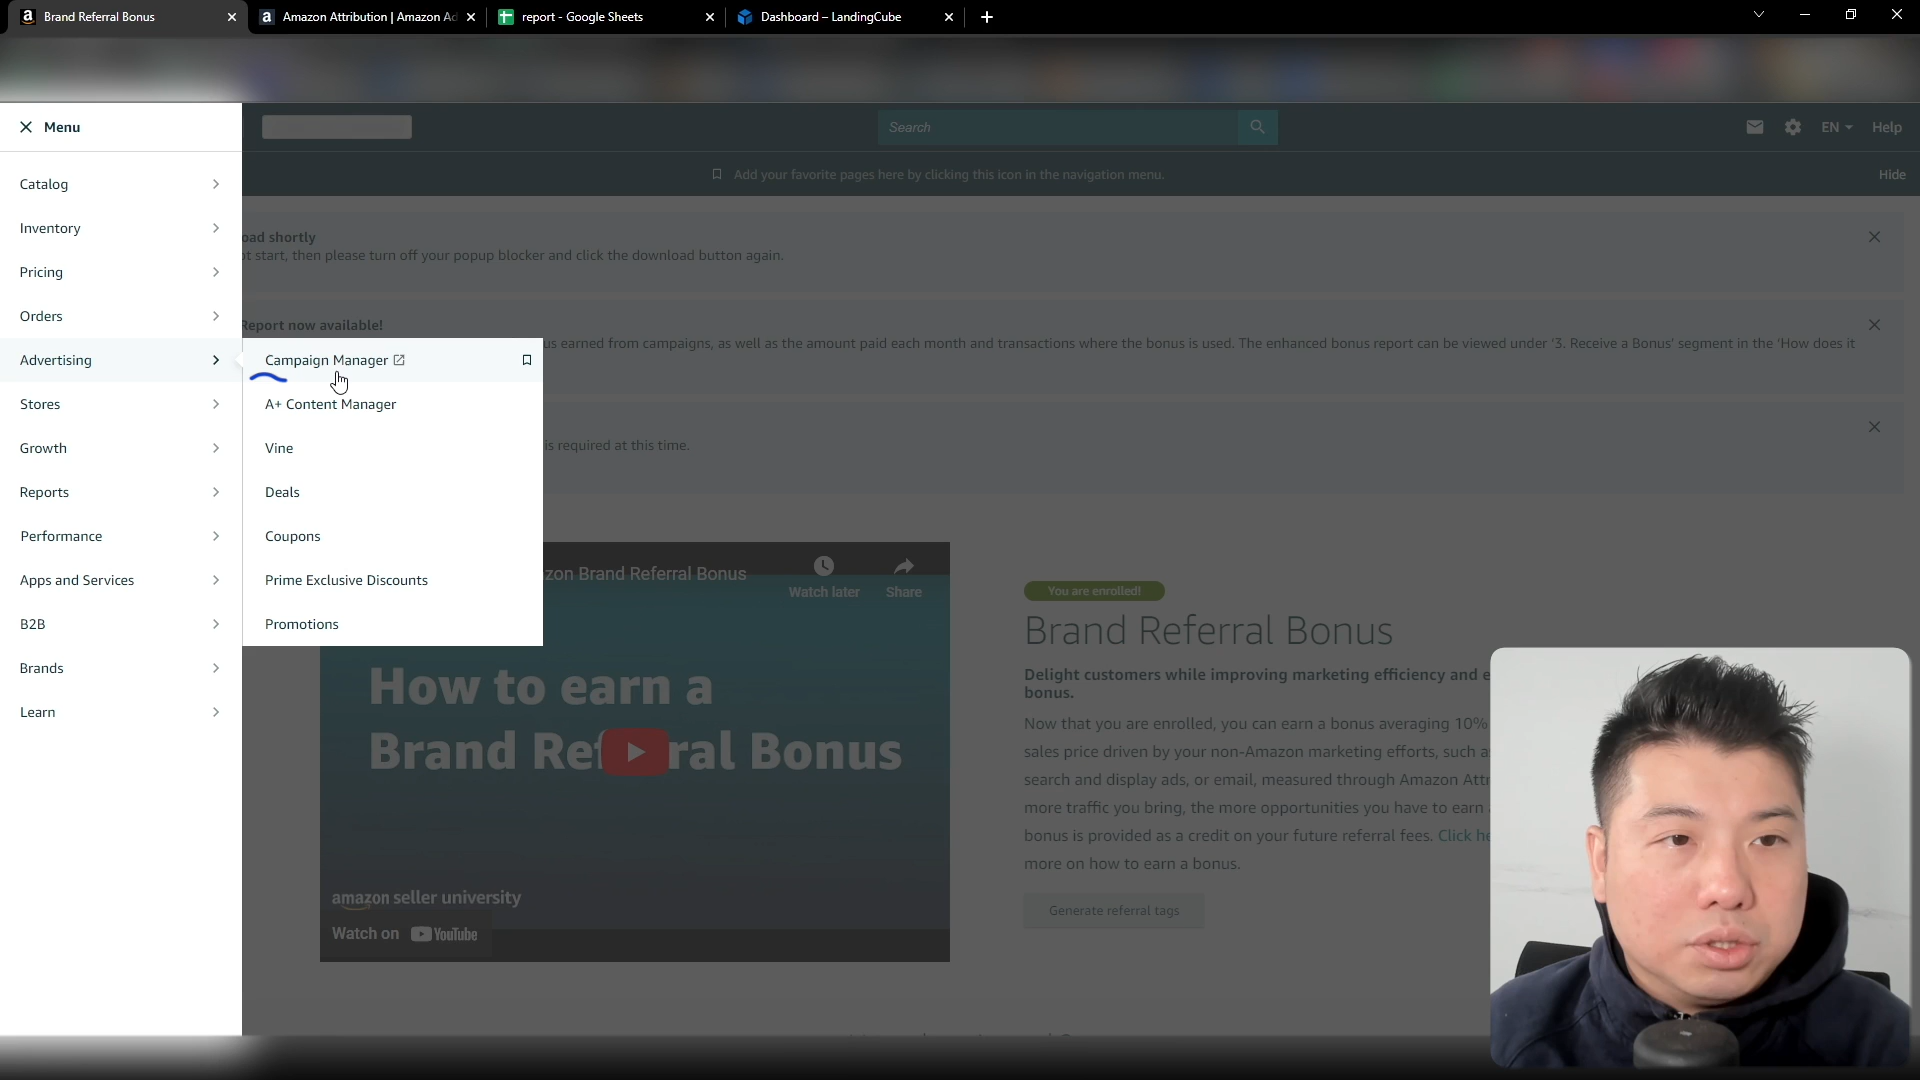 Brand Referral Bonus
Amazon Attribution | Amazon Ad
report - Google Sheets
Dashboard – LandingCube
Menu
Search
EN
Help
Add your favorite pages here by clicking this icon in the navigation menu.
Hide
Catalog
Inventory
Pricing
Orders
Advertising
Stores
Growth
Reports
Performance
Apps and Services
B2B
Brands
Learn
Campaign Manager
A+ Content Manager
Vine
Deals
Coupons
Prime Exclusive Discounts
Promotions
oad shortly
ot start, then please turn off your popup blocker and click the download button again.
Report now available!
us earned from campaigns, as well as the amount paid each month and transactions where the bonus is used. The enhanced bonus report can be viewed under '3. Receive a Bonus' segment in the 'How does it
is required at this time.
zon Brand Referral Bonus
Watch later
Share
How to earn a
Brand Referral Bonus
amazon seller university
Watch on YouTube
You are enrolled!
Brand Referral Bonus
Delight customers while improving marketing efficiency and e
bonus.
Now that you are enrolled, you can earn a bonus averaging 10%
sales price driven by your non-Amazon marketing efforts, such a
search and display ads, or email, measured through Amazon Attr
more traffic you bring, the more opportunities you have to earn
bonus is provided as a credit on your future referral fees. Click he
more on how to earn a bonus.
Generate referral tags